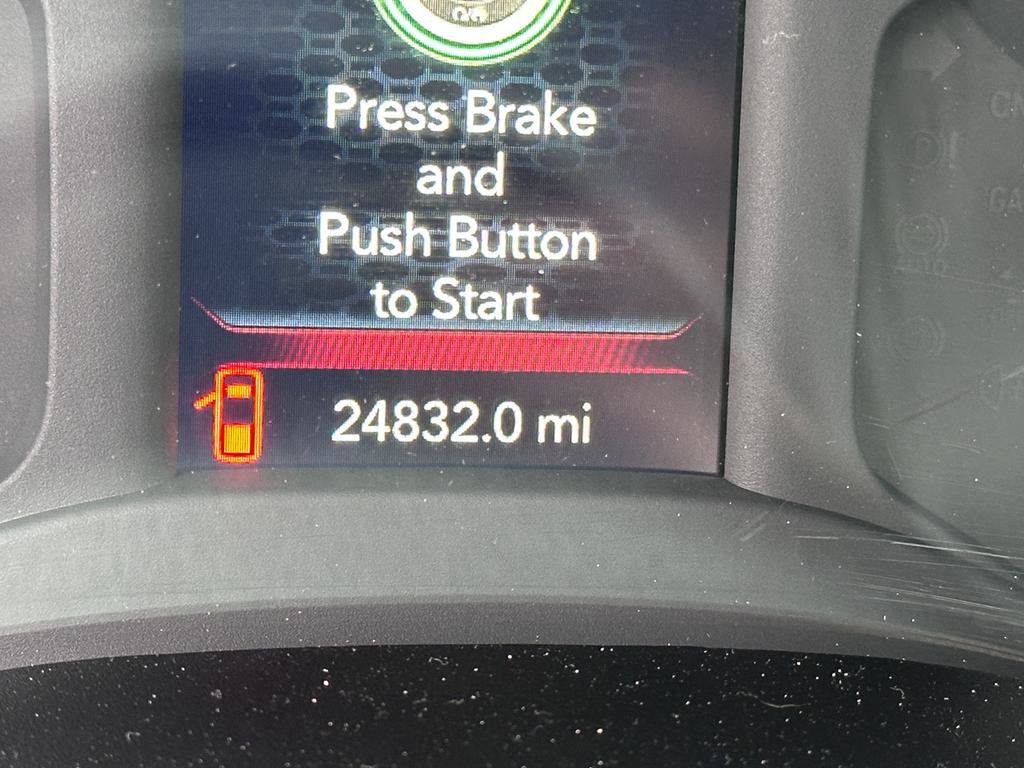 Press Brake
and
Push Button
to Start
24832.0 mi